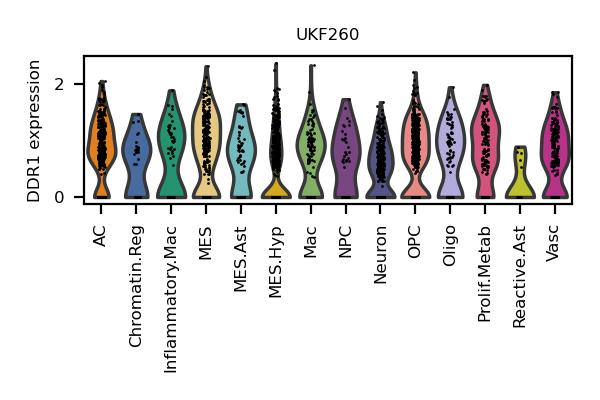 UKF260
DDR1 expression
2
0
AC
Chromatin.Reg
Inflammatory.Mac
MES
MES.Ast
MES.Hyp
Mac
NPC
Neuron
OPC
Oligo
Prolif.Metab
Reactive.Ast
Vasc